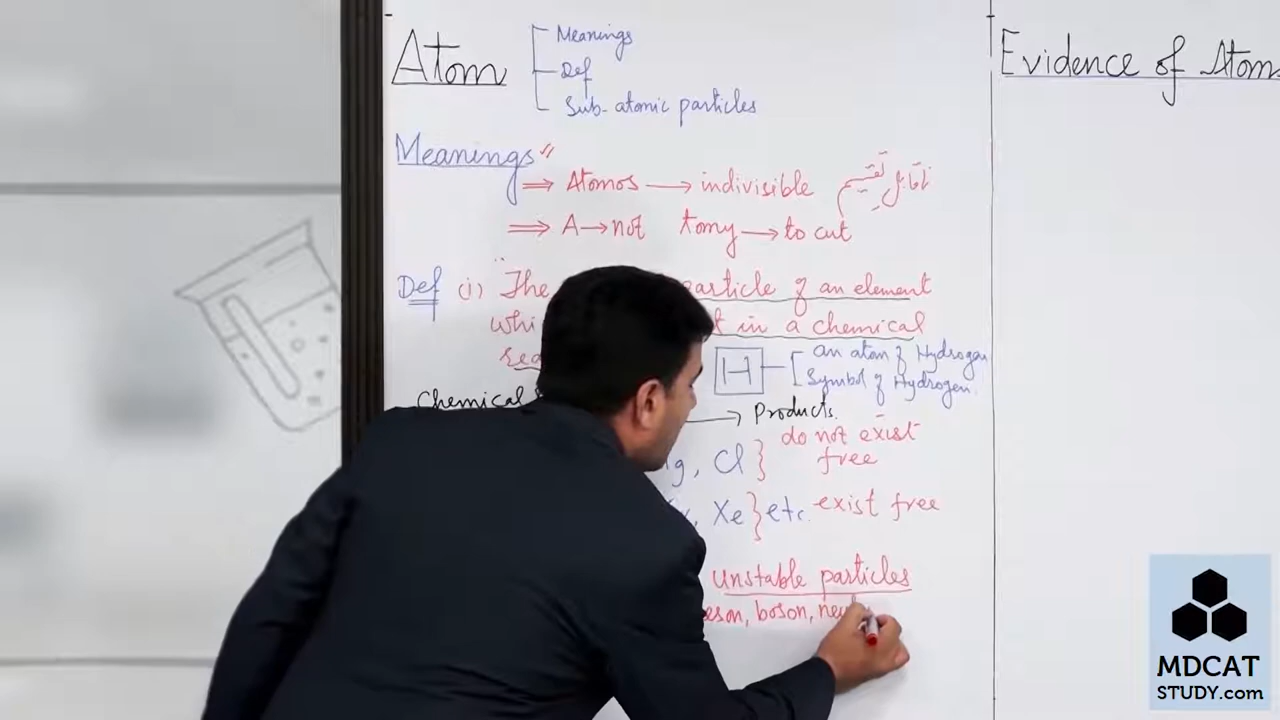 Atom
Meanings
Def
Sub-atomic particles
Evidence of Atom
Meanings
⇒ Atomos → indivisible ناقابل تقسیم
⇒ A→not tomy → to cut
Def (i) The particle of an element
in a chemical
H
an atom of Hydrogen
Symbol of Hydrogen.
Chemical → Products.
, Cl } do not exist
free
, Xe } etc. exist free
unstable particles
boson,
MDCAT
STUDY.com